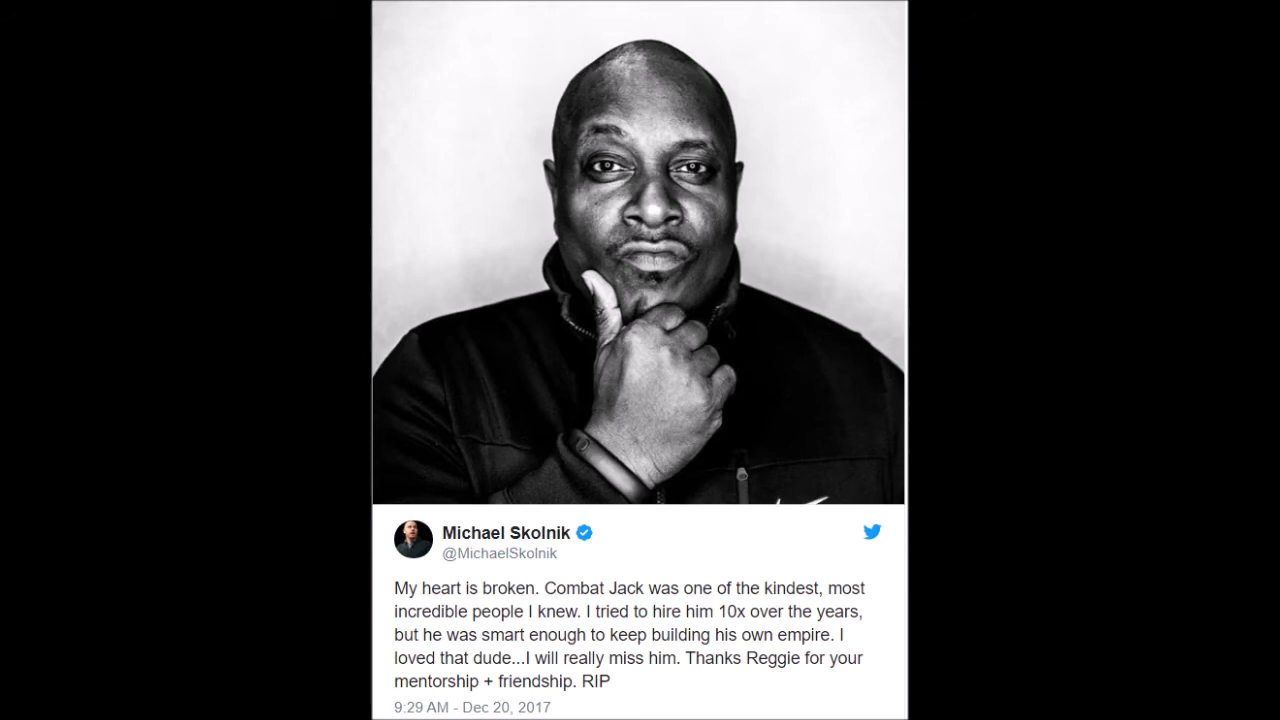 Michael Skolnik
@MichaelSkolnik
My heart is broken. Combat Jack was one of the kindest, most
incredible people I knew. I tried to hire him 10x over the years,
but he was smart enough to keep building his own empire. I
loved that dude...I will really miss him. Thanks Reggie for your
mentorship + friendship. RIP
9:29 AM - Dec 20, 2017